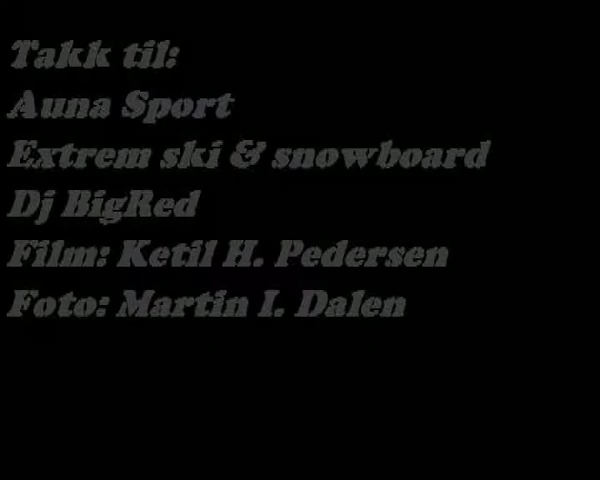 Takk til:
Auna Sport
Extrem ski & snowboard
Dj BigRed
Film: Ketil H. Pedersen
Foto: Martin I. Dalen